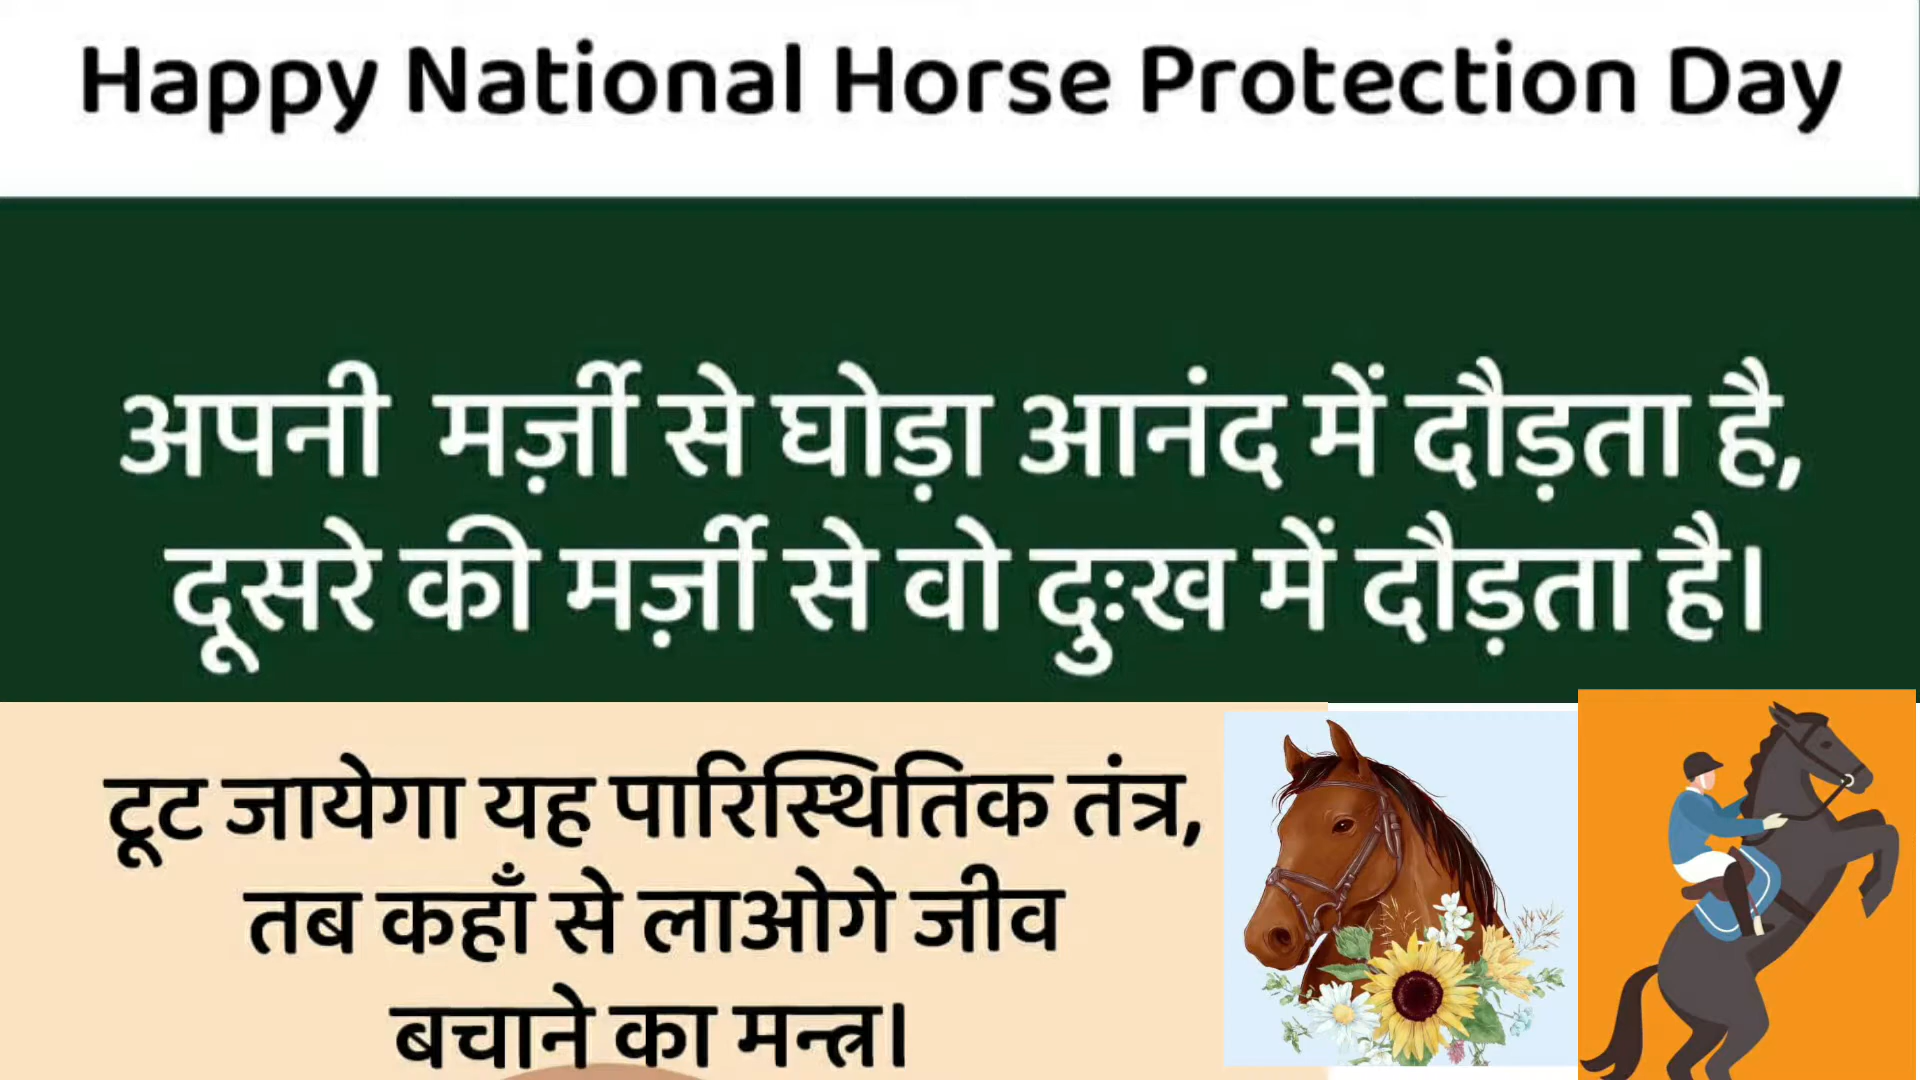 Happy National Horse Protection Day
अपनी मर्ज़ी से घोड़ा आनंद में दौड़ता है,
दूसरे की मर्ज़ी से वो दुःख में दौड़ता है।
टूट जायेगा यह पारिस्थितिक तंत्र,
तब कहाँ से लाओगे जीव
बचाने का मन्त्र।